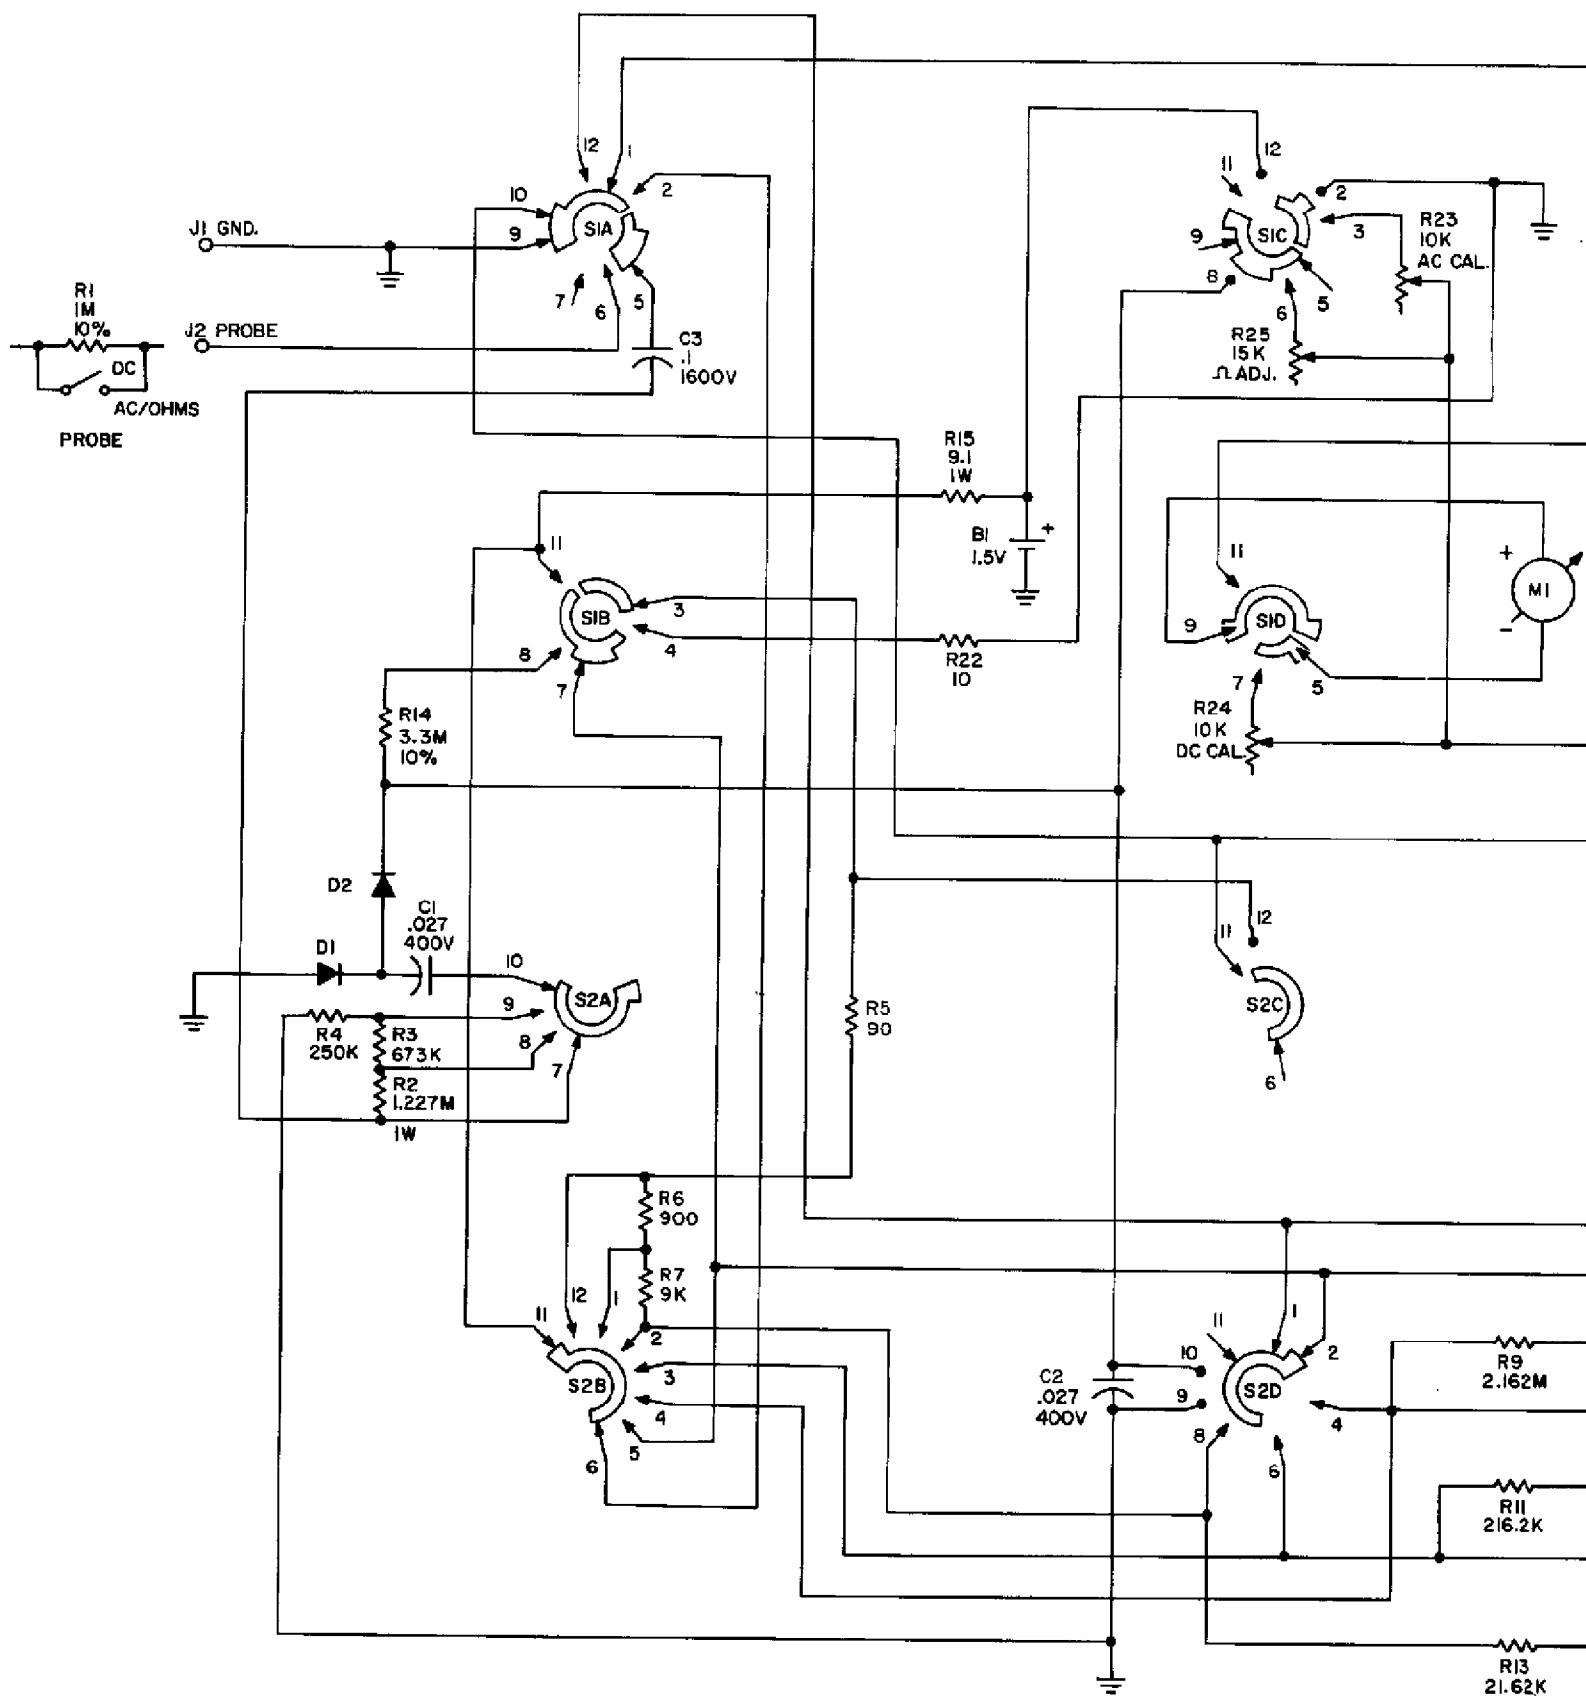 12
1
2
10
9
S1A
7
6
5
J1 GND.
J2 PROBE
R1
1M
10%
DC
AC/OHMS
PROBE
C3
.1
1600V
12
11
2
9
S1C
3
8
6
5
R23
10K
AC CAL.
R25
15K
⎍ ADJ.
R15
9.1
1W
B1
1.5V
+
11
3
S1B
4
8
7
R22
10
11
9
S1D
7
5
+
M1
-
R24
10K
DC CAL.
R14
3.3M
10%
D2
C1
.027
400V
D1
10
9
S2A
8
7
R4
250K
R3
673K
R2
1.227M
1W
R5
90
12
11
S2C
6
R6
900
R7
9K
12
1
11
2
S2B
3
4
5
6
C2
.027
400V
1
11
2
10
9
S2D
4
8
6
R9
2.162M
R11
216.2K
R13
21.62K